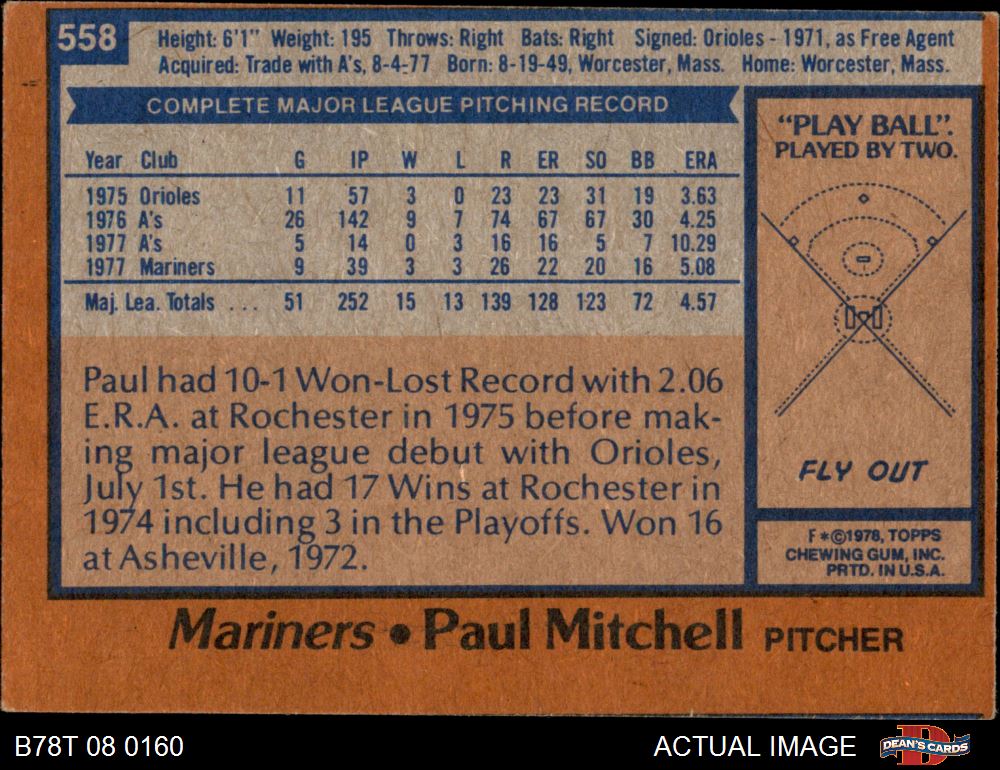 558
Height: 6'1" Weight: 195 Throws: Right Bats: Right Signed: Orioles - 1971, as Free Agent
Acquired: Trade with A's, 8-4-77 Born: 8-19-49, Worcester, Mass. Home: Worcester, Mass.
COMPLETE MAJOR LEAGUE PITCHING RECORD
Year Club G IP W L R ER SO BB ERA
1975 Orioles 11 57 3 0 23 23 31 19 3.63
1976 A's 26 142 9 7 74 67 67 30 4.25
1977 A's 5 14 0 3 16 16 5 7 10.29
1977 Mariners 9 39 3 3 26 22 20 16 5.08
Maj. Lea. Totals ... 51 252 15 13 139 128 123 72 4.57
Paul had 10-1 Won-Lost Record with 2.06
E.R.A. at Rochester in 1975 before mak-
ing major league debut with Orioles,
July 1st. He had 17 Wins at Rochester in
1974 including 3 in the Playoffs. Won 16
at Asheville, 1972.
"PLAY BALL".
PLAYED BY TWO.
FLY OUT
F*©1978, TOPPS
CHEWING GUM, INC.
PRTD. IN U.S.A.
Mariners • Paul Mitchell PITCHER
B78T 08 0160
ACTUAL IMAGE
D
DEAN'S CARDS